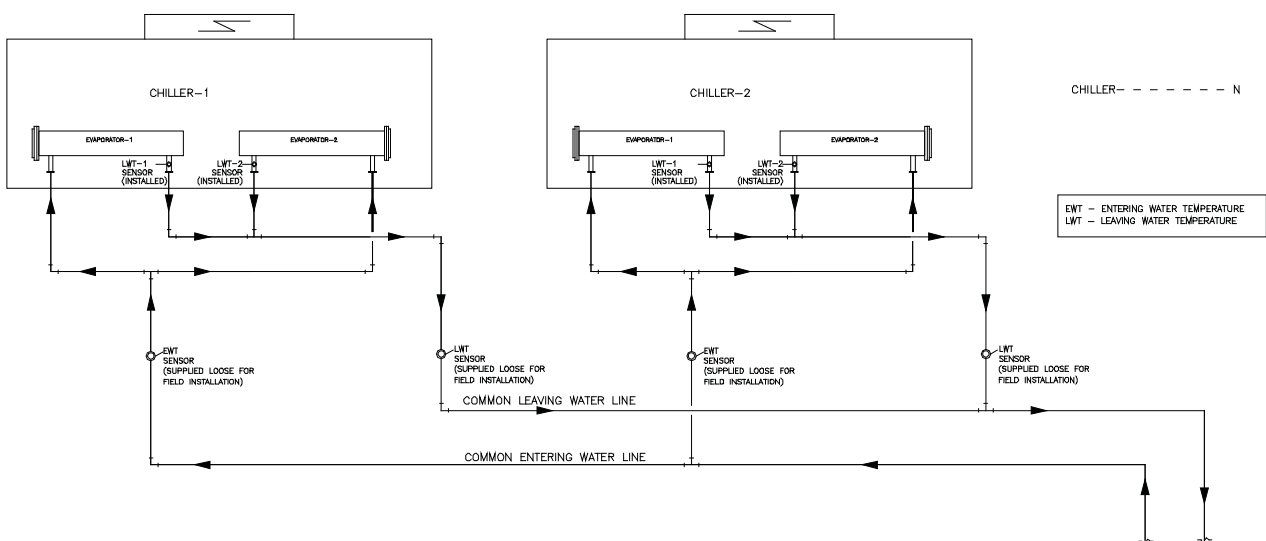 CHILLER-1
EVAPORATOR-1
EVAPORATOR-2
LWT-1
SENSOR
(INSTALLED)
LWT-2
SENSOR
(INSTALLED)
CHILLER-2
EVAPORATOR-1
EVAPORATOR-2
LWT-1
SENSOR
(INSTALLED)
LWT-2
SENSOR
(INSTALLED)
CHILLER- - - - - - - N
EWT - ENTERING WATER TEMPERATURE
LWT - LEAVING WATER TEMPERATURE
EWT
SENSOR
(SUPPLIED LOOSE FOR
FIELD INSTALLATION)
LWT
SENSOR
(SUPPLIED LOOSE FOR
FIELD INSTALLATION)
EWT
SENSOR
(SUPPLIED LOOSE FOR
FIELD INSTALLATION)
LWT
SENSOR
(SUPPLIED LOOSE FOR
FIELD INSTALLATION)
COMMON LEAVING WATER LINE
COMMON ENTERING WATER LINE